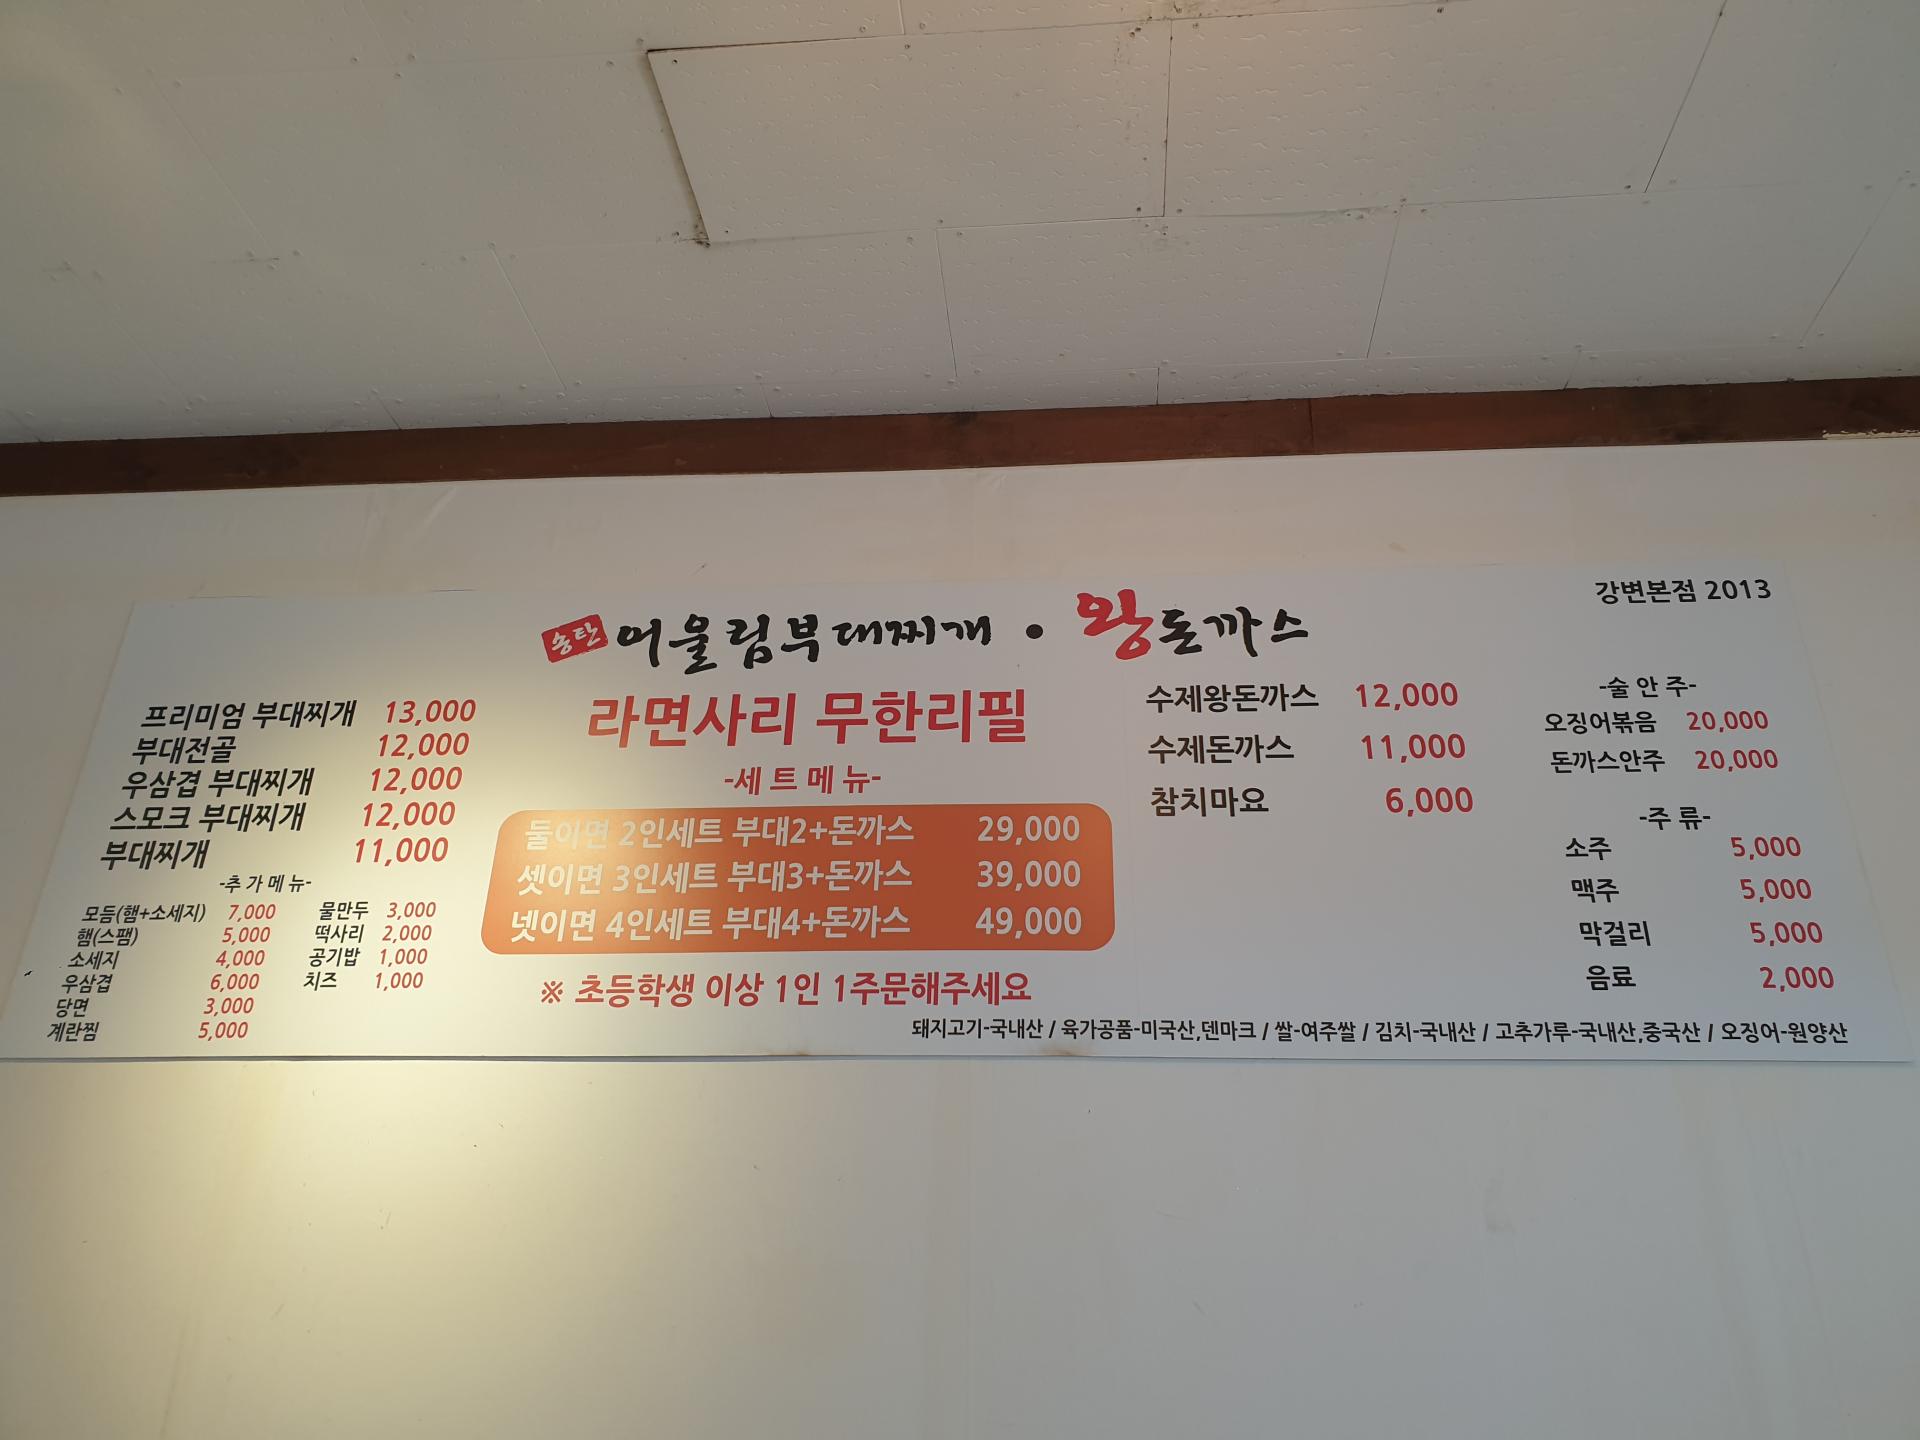 강변본점 2013
송탄 어울림부대찌개 • 왕돈까스
프리미엄 부대찌개 13,000
부대전골 12,000
우삼겹 부대찌개 12,000
스모크 부대찌개 12,000
부대찌개 11,000
-추가메뉴-
모듬(햄+소세지) 7,000
햄(스팸) 5,000
소세지 4,000
우삼겹 6,000
당면 3,000
계란찜 5,000
물만두 3,000
떡사리 2,000
공기밥 1,000
치즈 1,000
라면사리 무한리필
-세트메뉴-
둘이면 2인세트 부대2+돈까스 29,000
셋이면 3인세트 부대3+돈까스 39,000
넷이면 4인세트 부대4+돈까스 49,000
※ 초등학생 이상 1인 1주문해주세요
수제왕돈까스 12,000
수제돈까스 11,000
참치마요 6,000
-술안주-
오징어볶음 20,000
돈까스안주 20,000
-주류-
소주 5,000
맥주 5,000
막걸리 5,000
음료 2,000
돼지고기-국내산 / 육가공품-미국산,덴마크 / 쌀-여주쌀 / 김치-국내산 / 고추가루-국내산,중국산 / 오징어-원양산